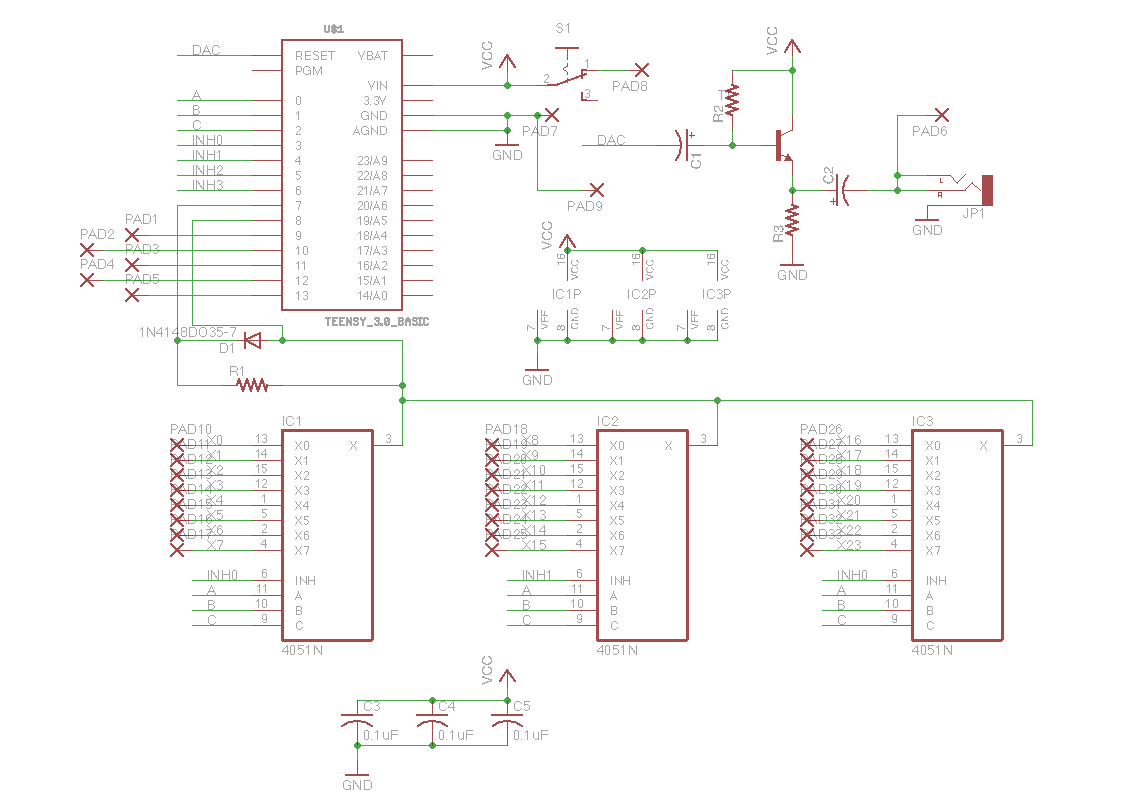 U$1
DAC
RESET
VBAT
PGM
VIN
A
0
3.3V
B
1
GND
C
2
AGND
INH0
3
INH1
4
23/A9
INH2
5
22/A8
INH3
6
21/A7
7
20/A6
8
19/A5
PAD1
9
18/A4
PAD2
10
17/A3
PAD3
11
16/A2
PAD4
12
15/A1
PAD5
13
14/A0
TEENSY_3.0_BASIC
VCC
S1
2
1
3
PAD8
PAD7
GND
PAD9
VCC
R2
DAC
+
C1
C2
+
R3
GND
PAD6
L
R
JP1
GND
VCC
16
VCC
16
VCC
16
VCC
IC1P
IC2P
IC3P
7
VFF
8
GND
7
VFF
8
GND
7
VFF
8
GND
GND
1N4148DO35-7
D1
R1
IC1
PAD10
X0 13 X0 X 3
X1 14 X1
X2 15 X2
X3 12 X3
X4 1 X4
X5 5 X5
X6 2 X6
X7 4 X7
INH0 6 INH
A 11 A
B 10 B
C 9 C
4051N
IC2
PAD18
X8 13 X0 X 3
X9 14 X1
X10 15 X2
X11 12 X3
X12 1 X4
X13 5 X5
X14 2 X6
X15 4 X7
INH1 6 INH
A 11 A
B 10 B
C 9 C
4051N
IC3
PAD26
X16 13 X0 X 3
X17 14 X1
X18 15 X2
X19 12 X3
X20 1 X4
X21 5 X5
X22 2 X6
X23 4 X7
INH0 6 INH
A 11 A
B 10 B
C 9 C
4051N
VCC
C3
C4
C5
0.1uF
0.1uF
0.1uF
GND